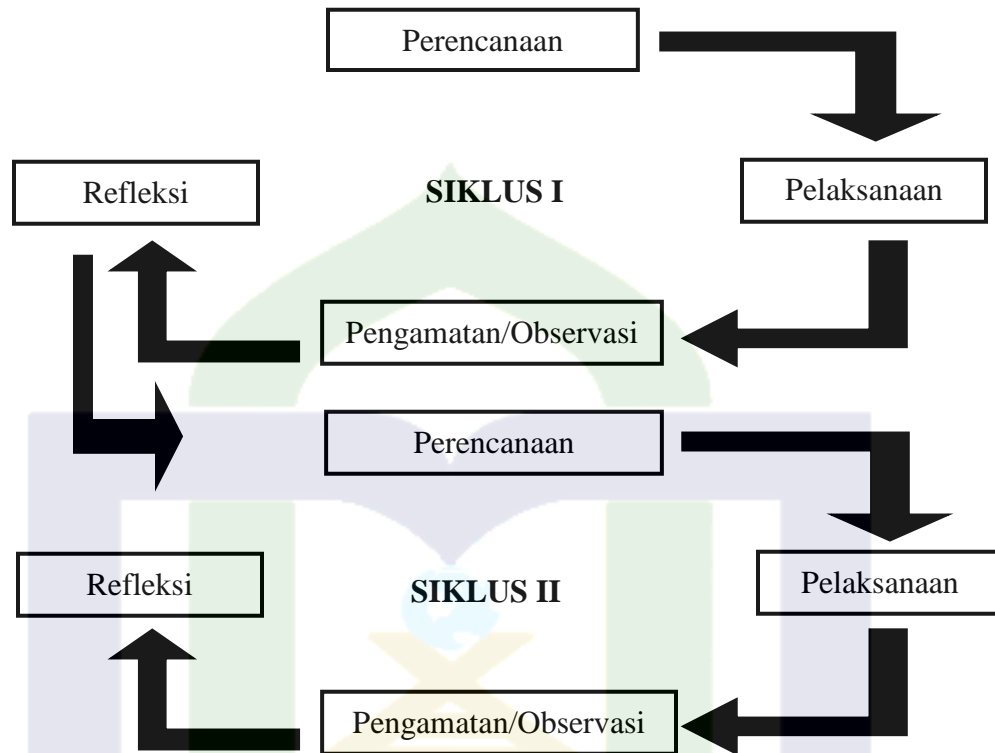 Perencanaan
Refleksi
SIKLUS I
Pelaksanaan
Pengamatan/Observasi
Perencanaan
Refleksi
SIKLUS II
Pelaksanaan
Pengamatan/Observasi